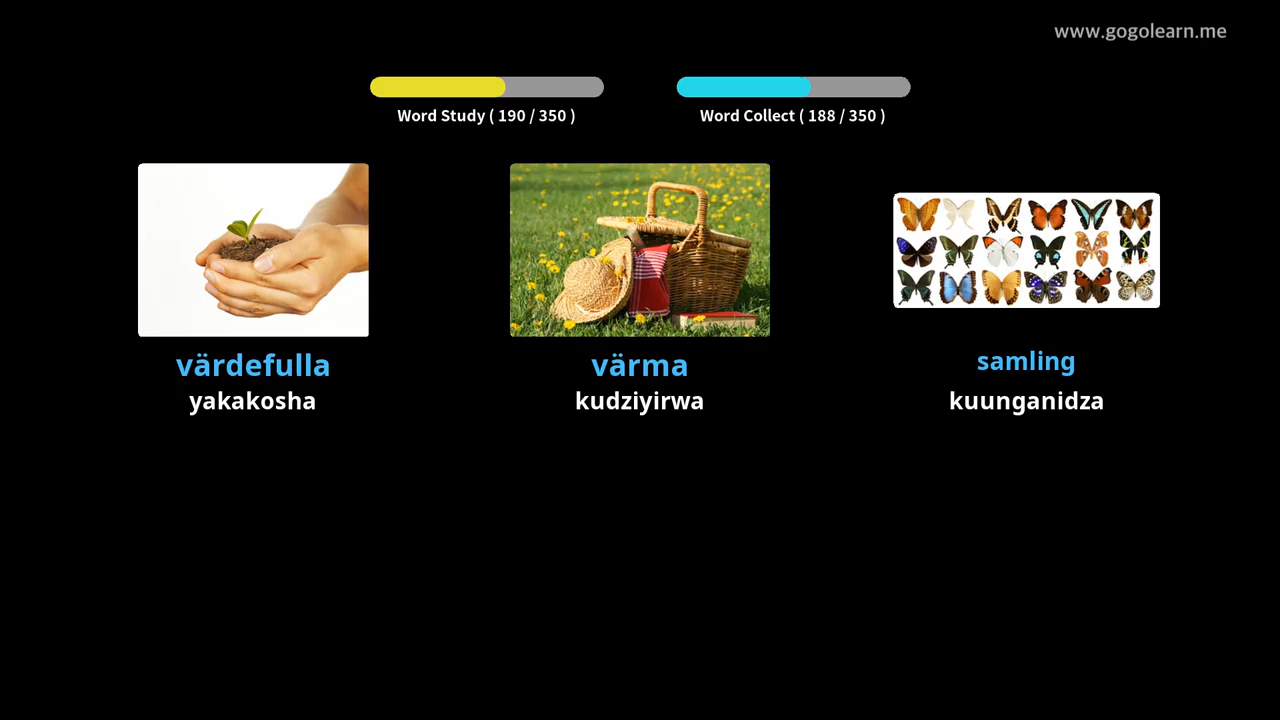 www.gogolearn.me
Word Study ( 190 / 350 )
Word Collect ( 188 / 350 )
värdefulla
yakakosha
värma
kudziyirwa
samling
kuunganidza